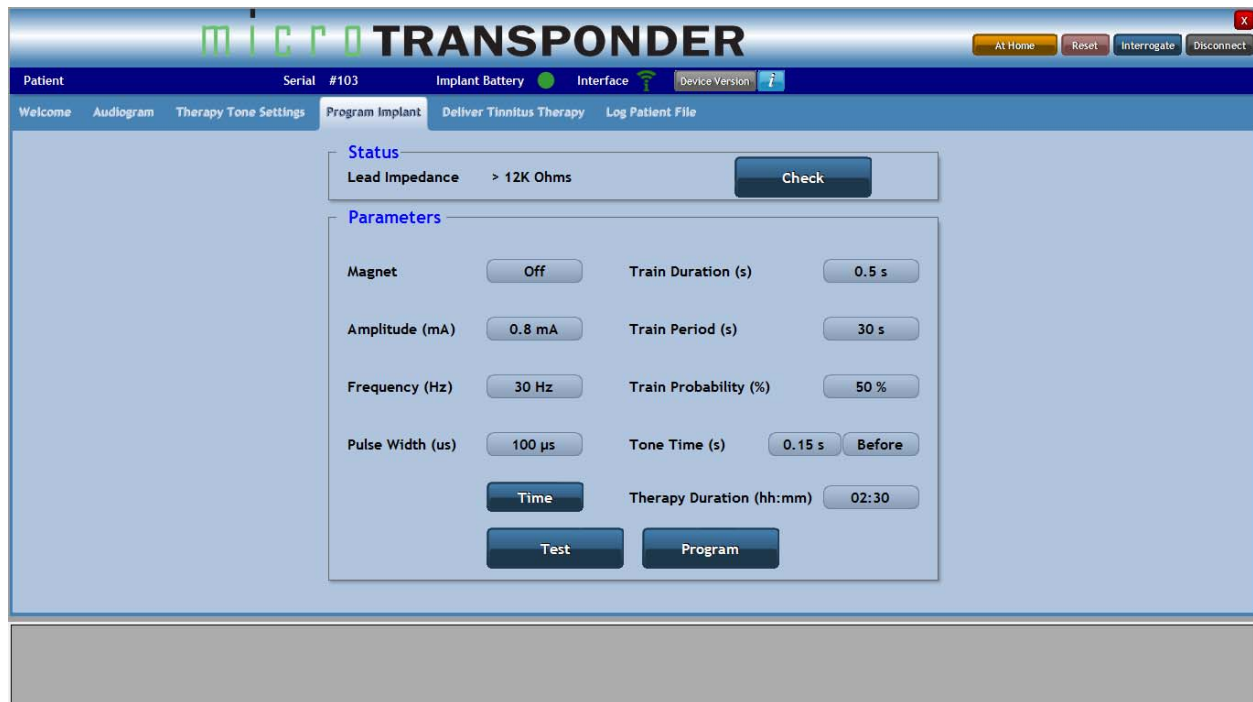 microTRANSPONDER
X
At Home Reset Interrogate Disconnect
Patient Serial #103 Implant Battery Interface Device Version i
Welcome Audiogram Therapy Tone Settings Program Implant Deliver Tinnitus Therapy Log Patient File
Status
Lead Impedance > 12K Ohms Check
Parameters
Magnet Off Train Duration (s) 0.5 s
Amplitude (mA) 0.8 mA Train Period (s) 30 s
Frequency (Hz) 30 Hz Train Probability (%) 50 %
Pulse Width (us) 100 µs Tone Time (s) 0.15 s Before
Time Therapy Duration (hh:mm) 02:30
Test Program